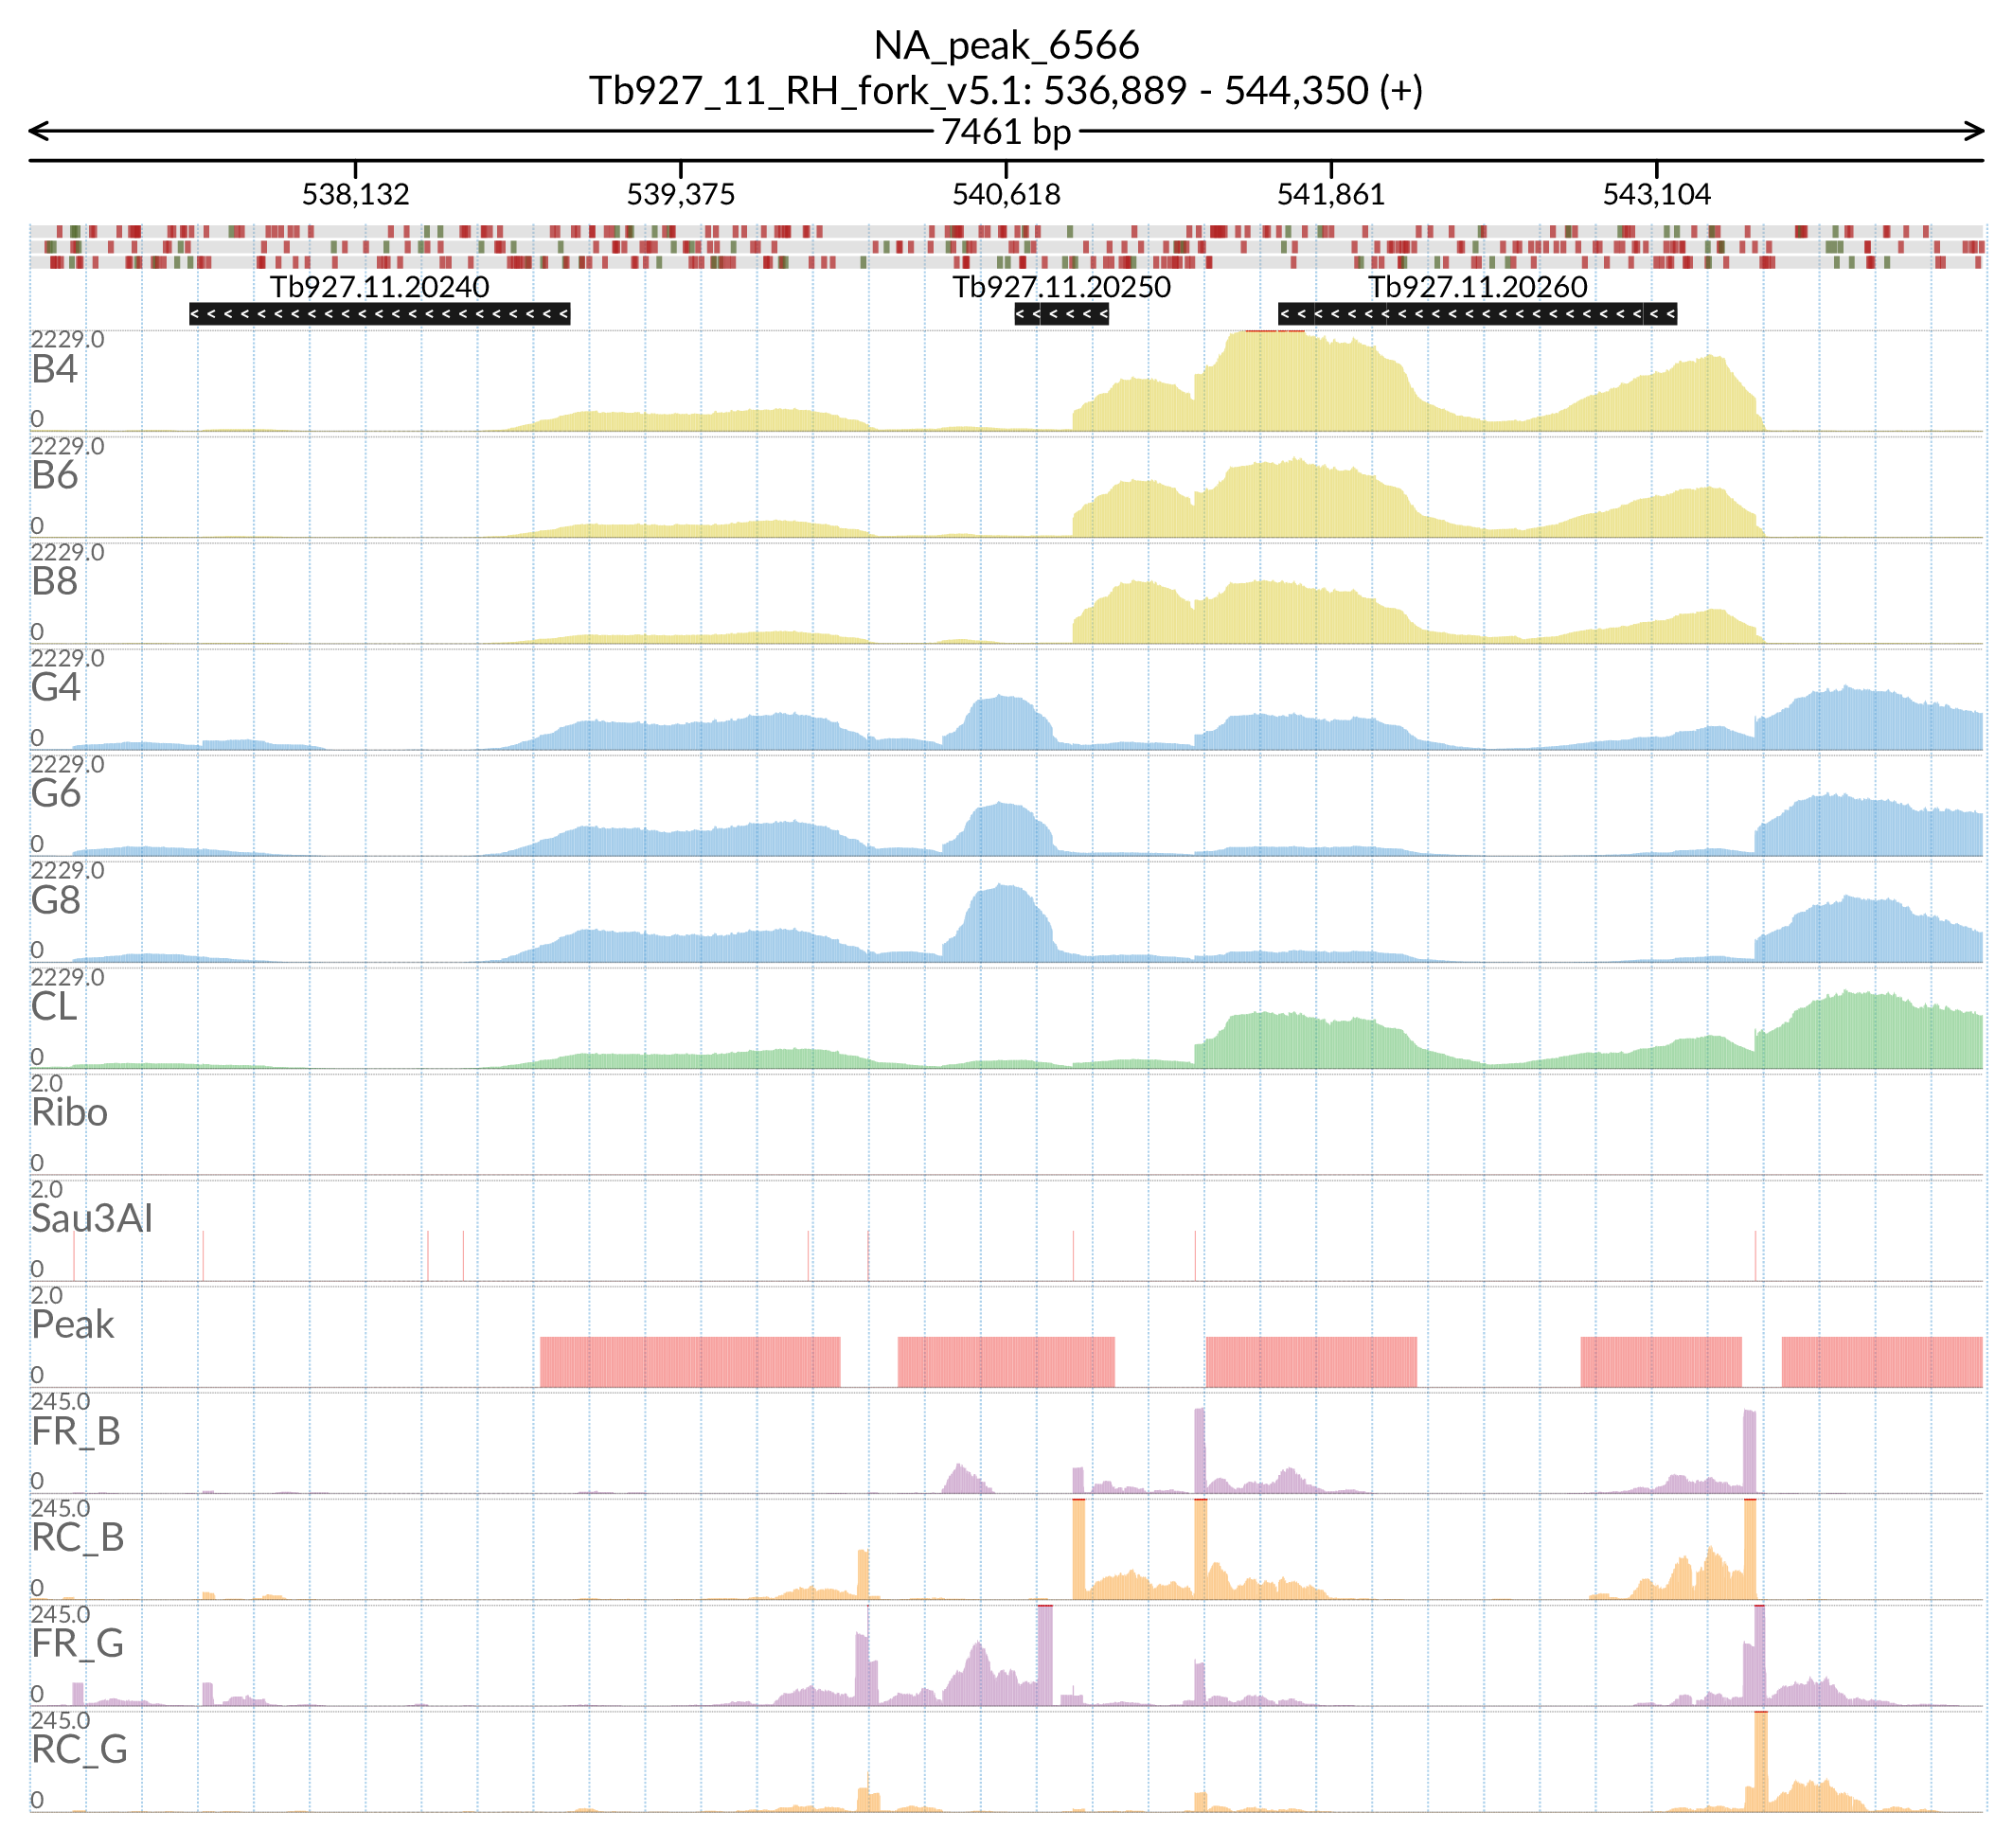 NA_peak_6566
Tb927_11_RH_fork_v5.1: 536,889 - 544,350 (+)
7461 bp
538,132 539,375 540,618 541,861 543,104
Tb927.11.20240 Tb927.11.20250 Tb927.11.20260
2229.0
B4
0
2229.0
B6
0
2229.0
B8
0
2229.0
G4
0
2229.0
G6
0
2229.0
G8
0
2229.0
CL
0
2.0
Ribo
0
2.0
Sau3AI
0
2.0
Peak
0
245.0
FR_B
0
245.0
RC_B
0
245.0
FR_G
0
245.0
RC_G
0